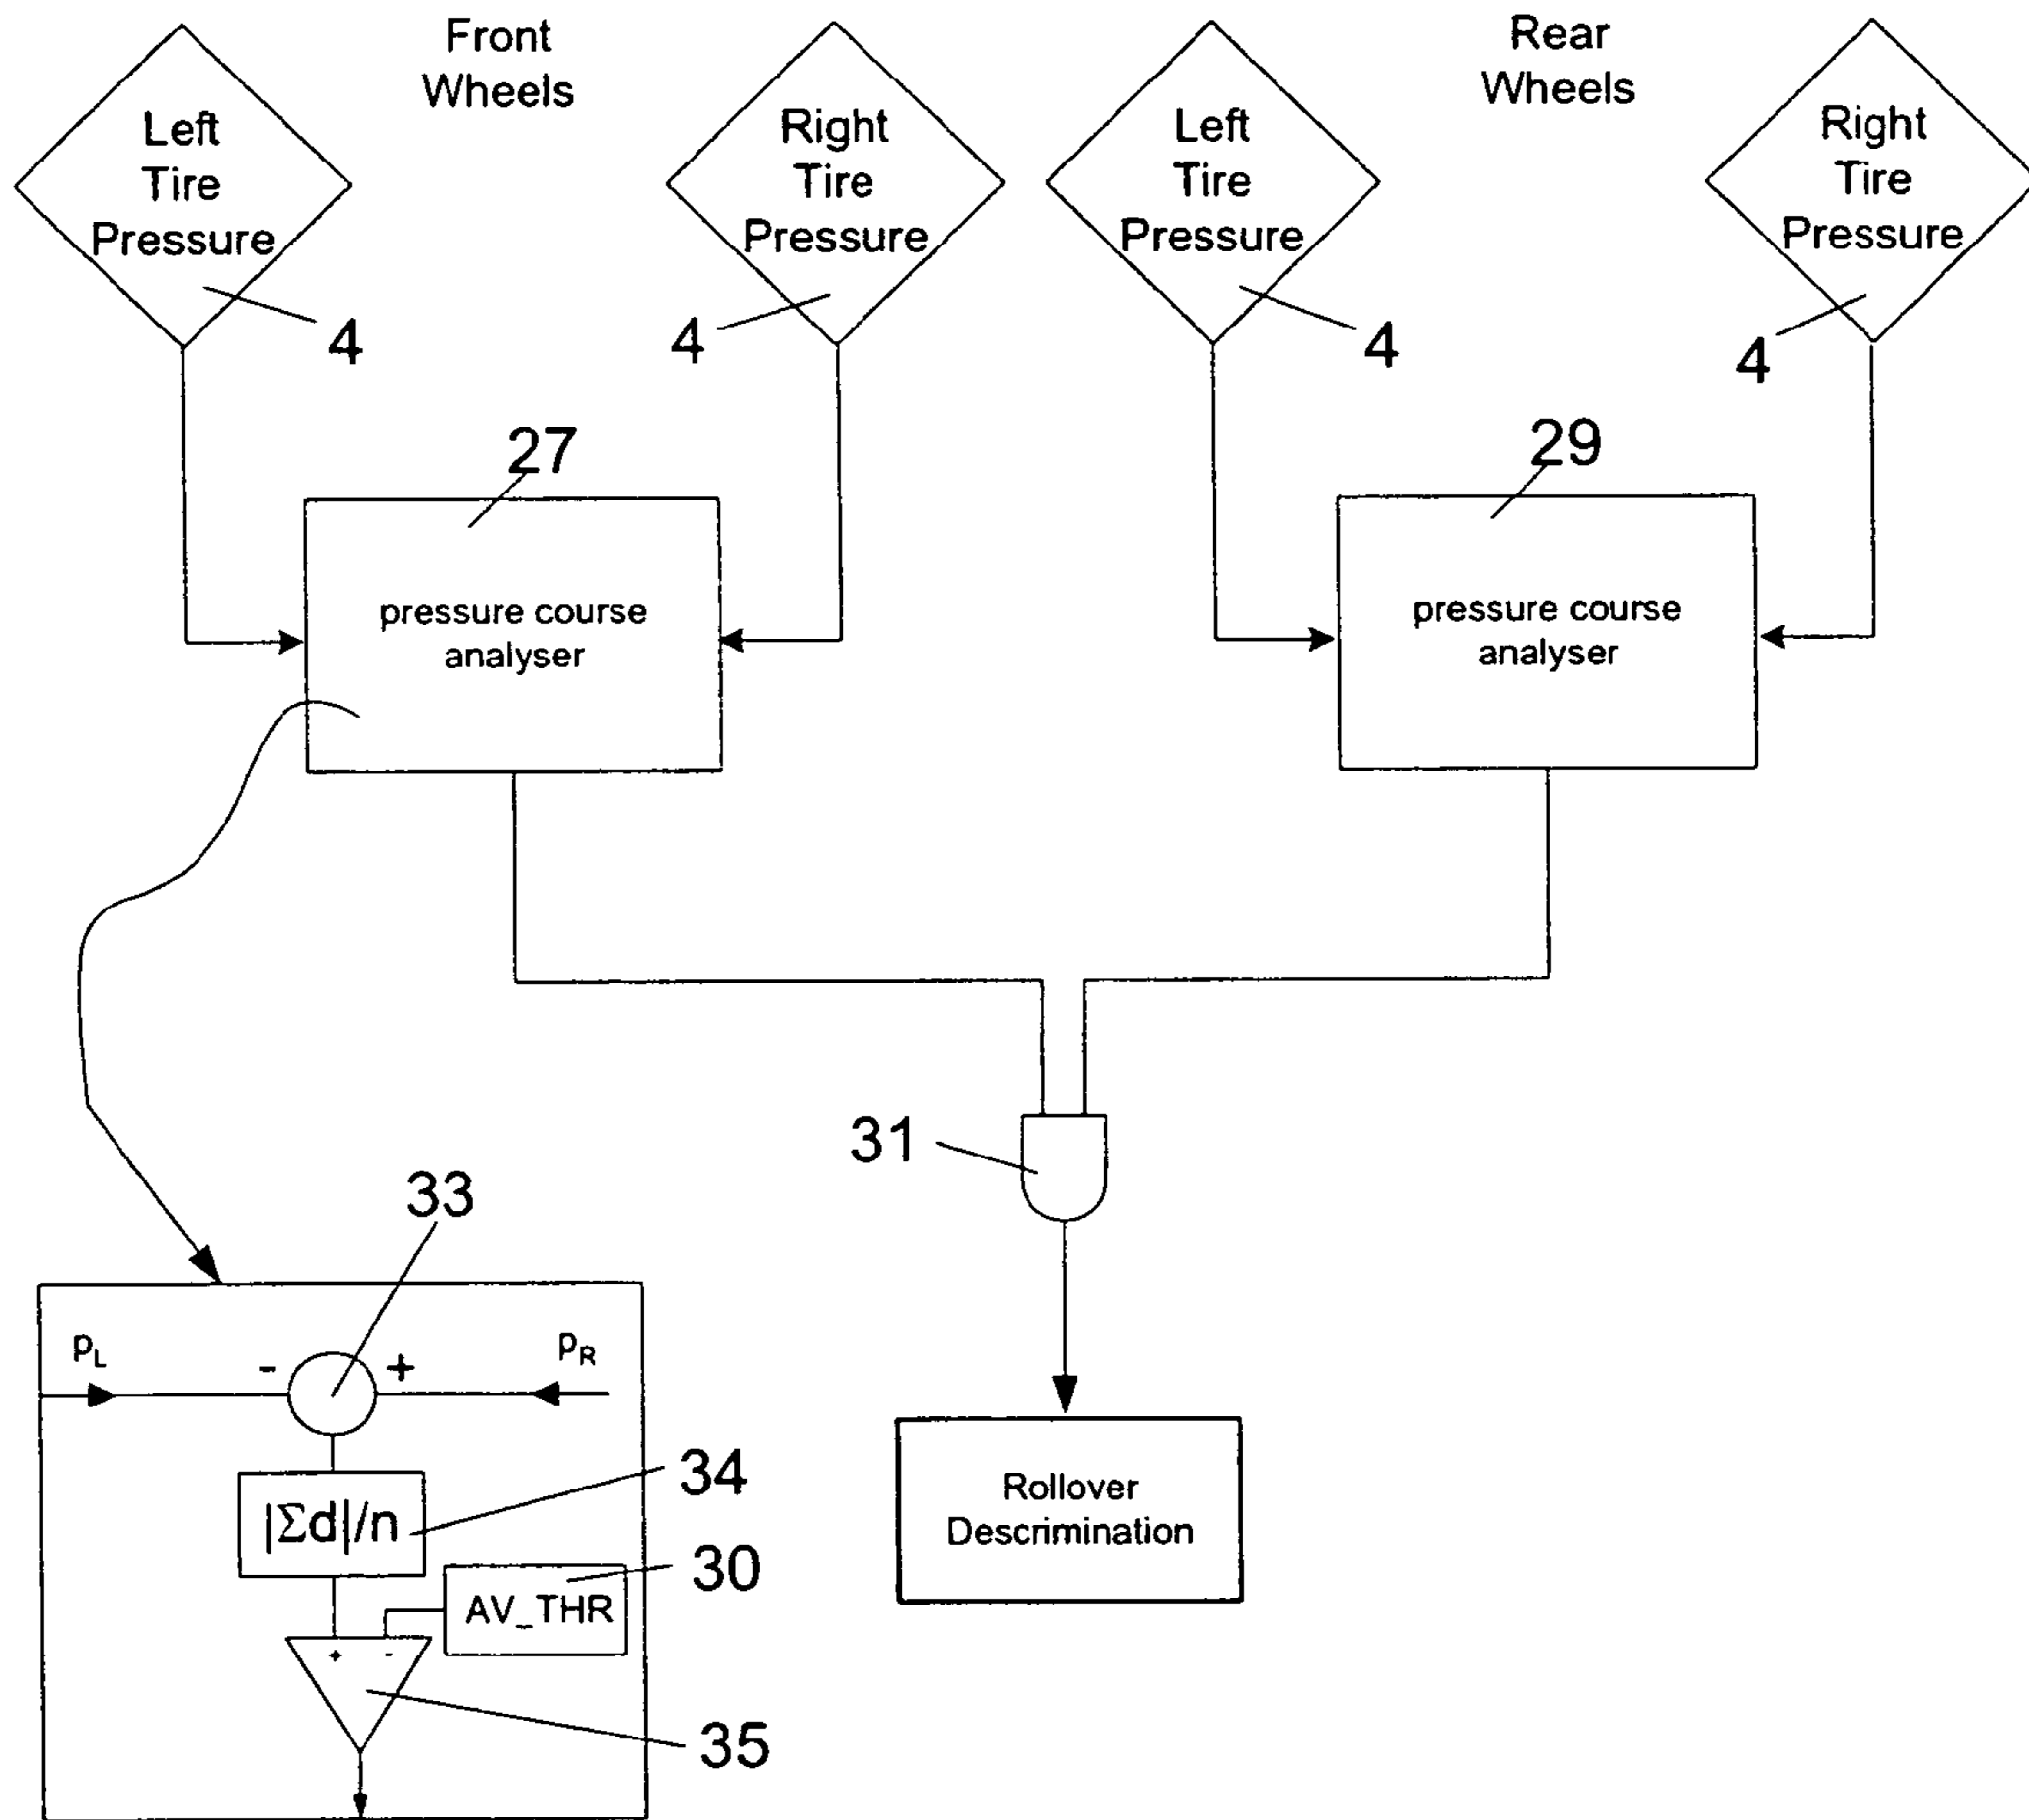 Front
Wheels
Rear
Wheels
Left
Tire
Pressure
Right
Tire
Pressure
Left
Tire
Pressure
Right
Tire
Pressure
4
4
4
4
27
29
pressure course
analyser
pressure course
analyser
31
33
pL
-
+
pR
|Σd|/n
34
30
AV_THR
+
-
35
Rollover
Descrimination